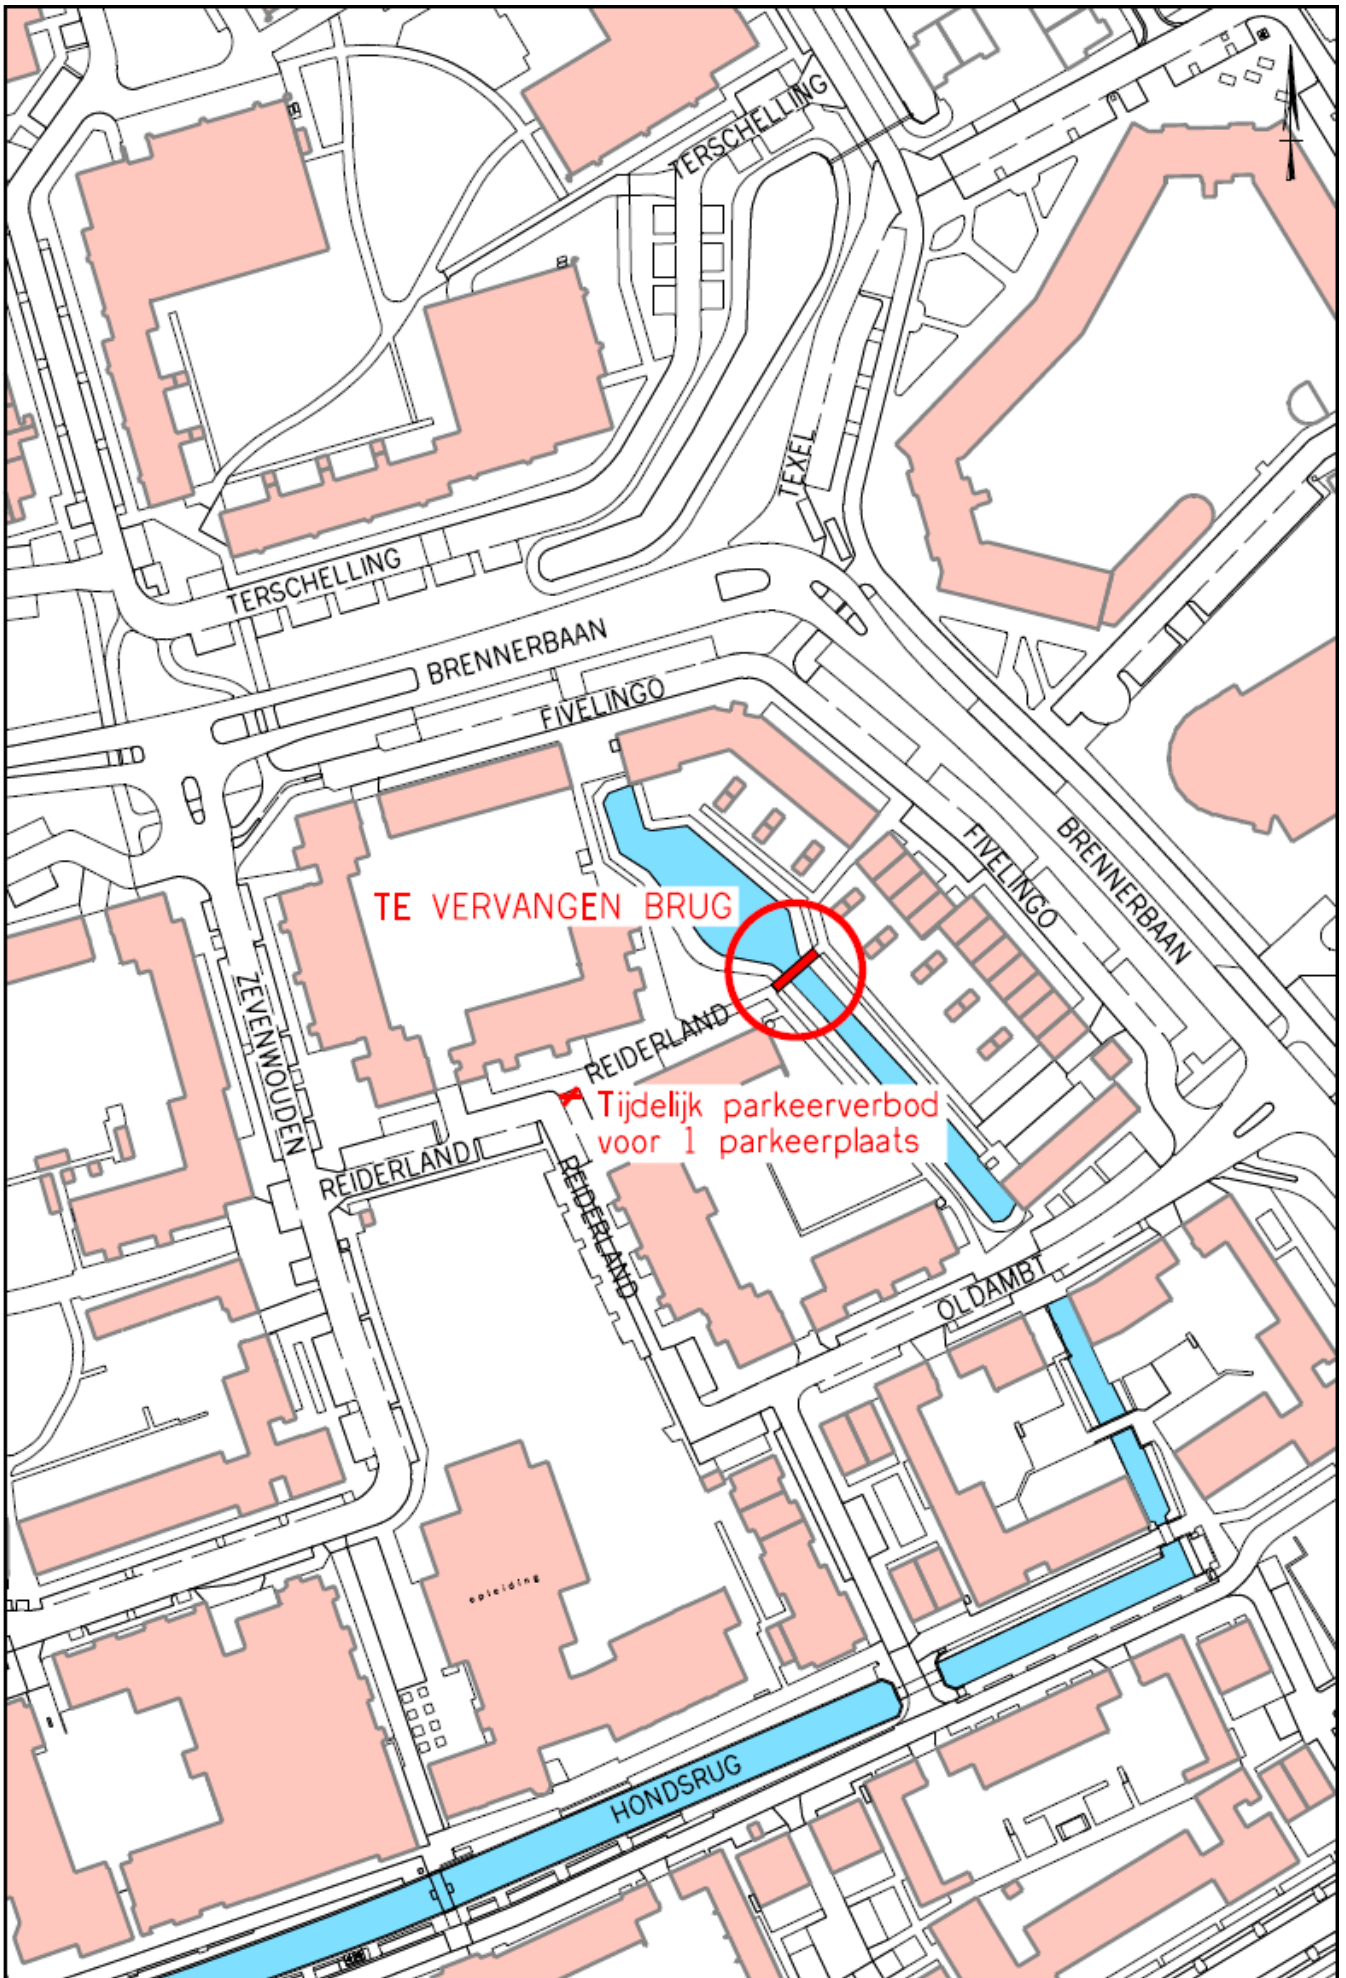 TERSCHELLING
TEXEL
TERSCHELLING
BRENNERBAAN
FIVELINGO
FIVELINGO
BRENNERBAAN
TE VERVANGEN BRUG
ZEVENWOUDEN
REIDERLAND
Tijdelijk parkeerverbod
voor 1 parkeerplaats
REIDERLAND
REIDERLAND
OLDAMBT
opleiding
HONDSRUG